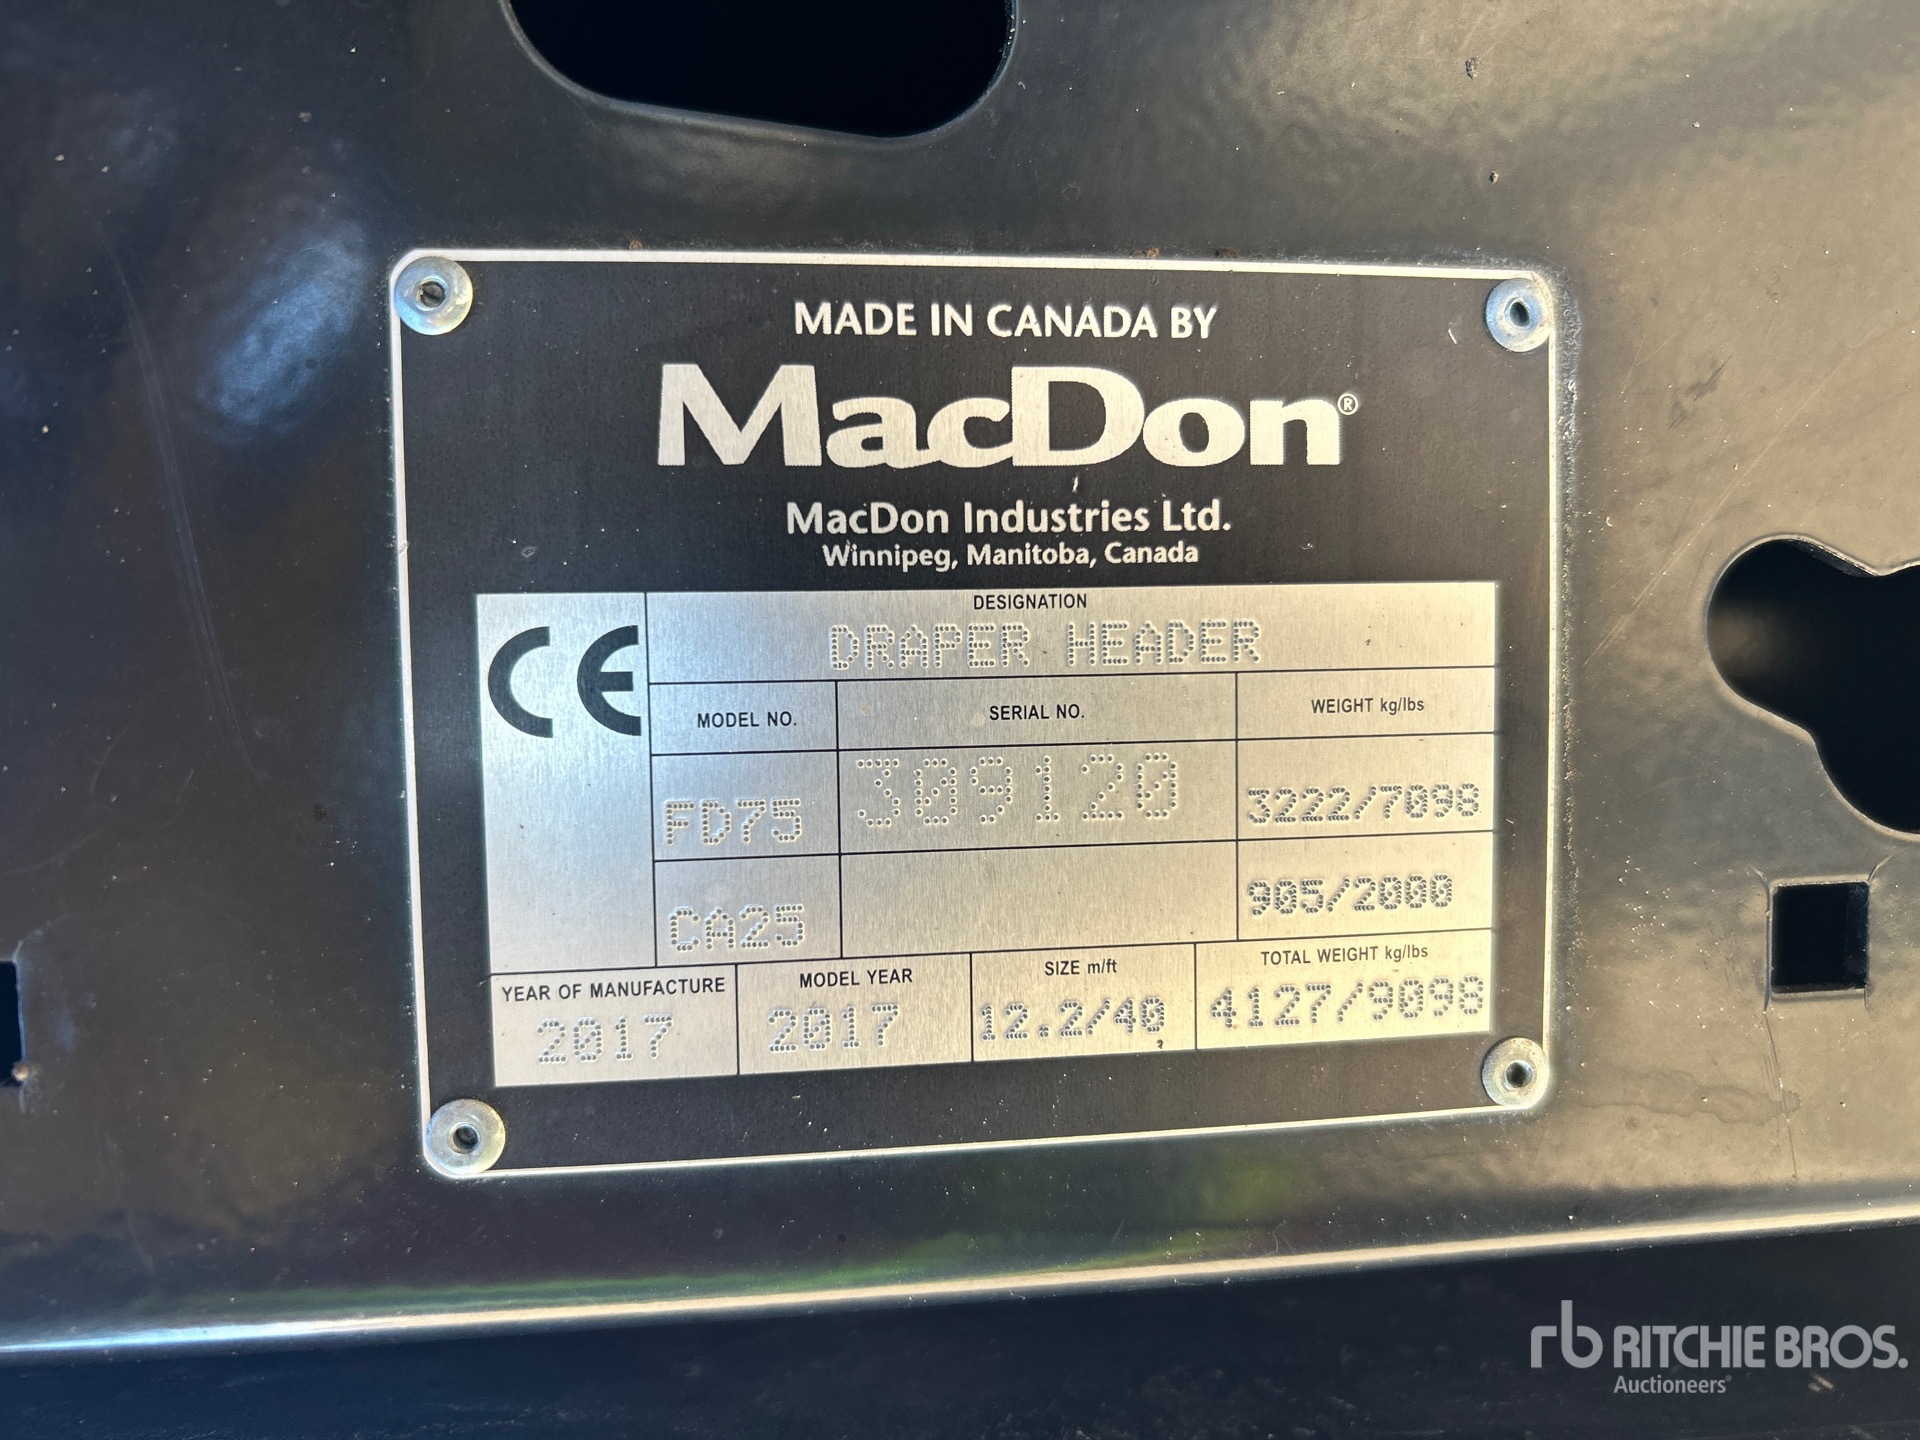 MADE IN CANADA BY
MacDon®
MacDon Industries Ltd.
Winnipeg, Manitoba, Canada
CE
DESIGNATION
DRAPER HEADER
MODEL NO. SERIAL NO. WEIGHT kg/lbs
FD75 309120 3222/7098
CA25 905/2000
YEAR OF MANUFACTURE MODEL YEAR SIZE m/ft TOTAL WEIGHT kg/lbs
2017 2017 12.2/40 4127/9098
rb RITCHIE BROS.
Auctioneers®